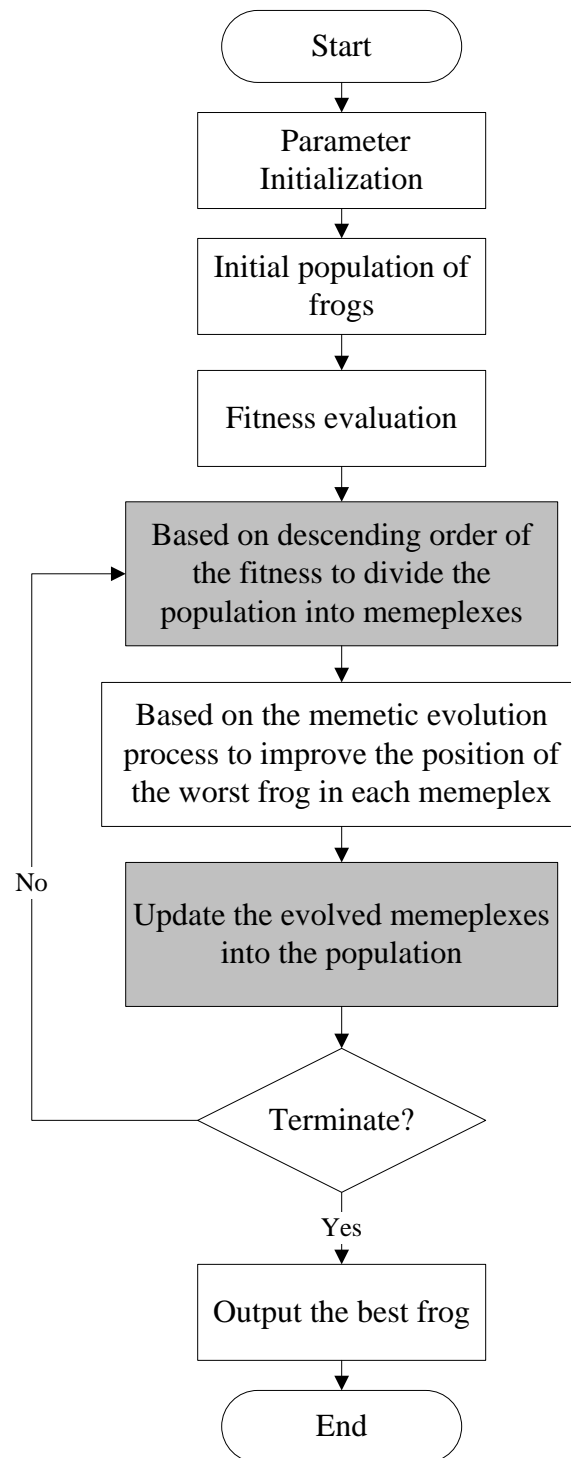 Start
Parameter
Initialization
Initial population of
frogs
Fitness evaluation
Based on descending order of
the fitness to divide the
population into memeplexes
Based on the memetic evolution
process to improve the position of
the worst frog in each memeplex
No
Update the evolved memeplexes
into the population
Terminate?
Yes
Output the best frog
End